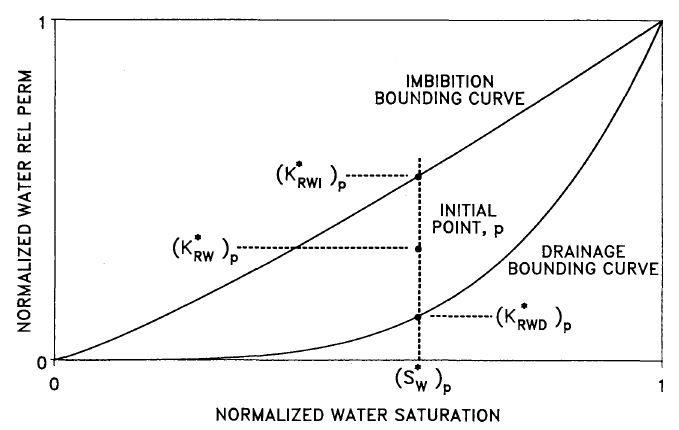 1
NORMALIZED WATER REL PERM
IMBIBITION
BOUNDING CURVE
(K*RWI)p
INITIAL
POINT, p
(K*RW)p
DRAINAGE
BOUNDING CURVE
(K*RWD)p
0
0
(S*W)p
1
NORMALIZED WATER SATURATION